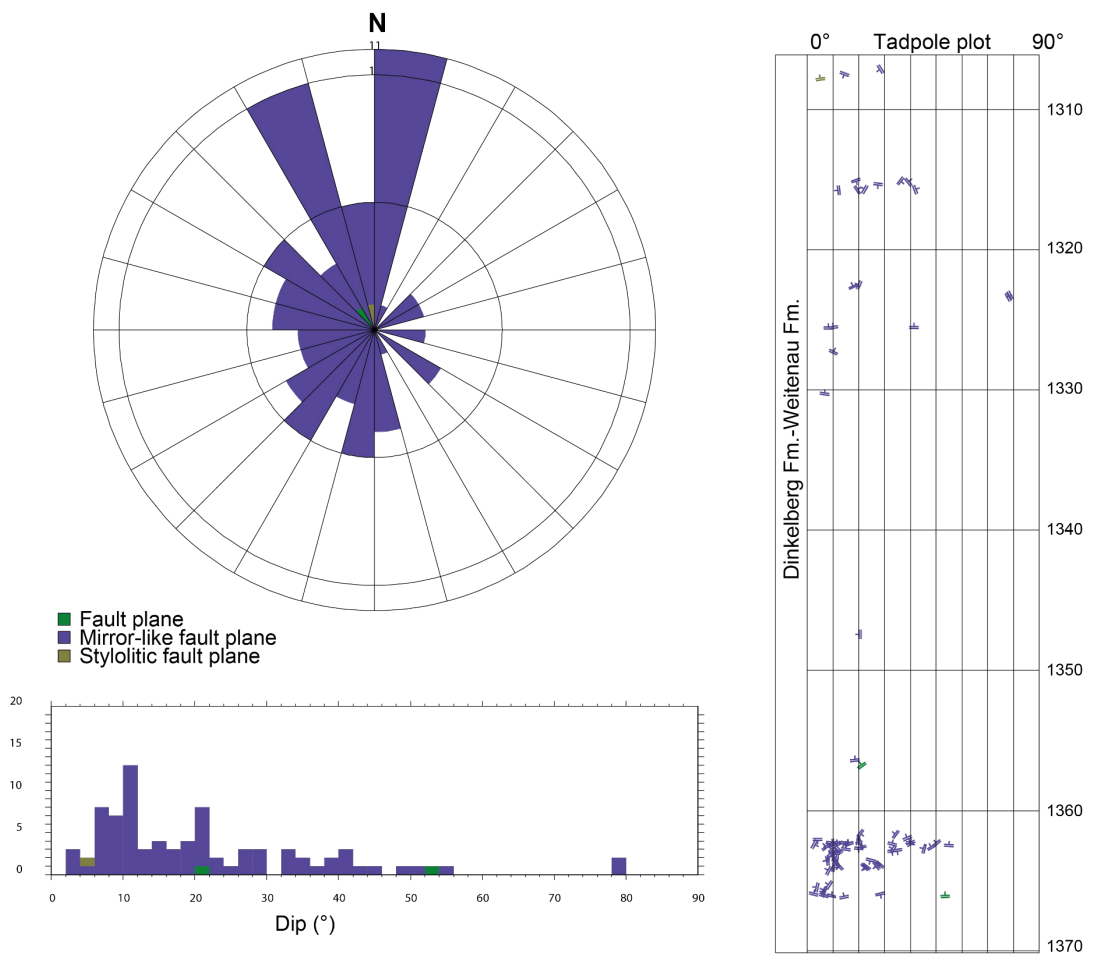 N
11
1
Fault plane
Mirror-like fault plane
Stylolitic fault plane
20
15
10
5
0
0 10 20 30 40 50 60 70 80 90
Dip (°)
0° Tadpole plot 90°
Dinkelberg Fm.-Weitenau Fm.
1310
1320
1330
1340
1350
1360
1370